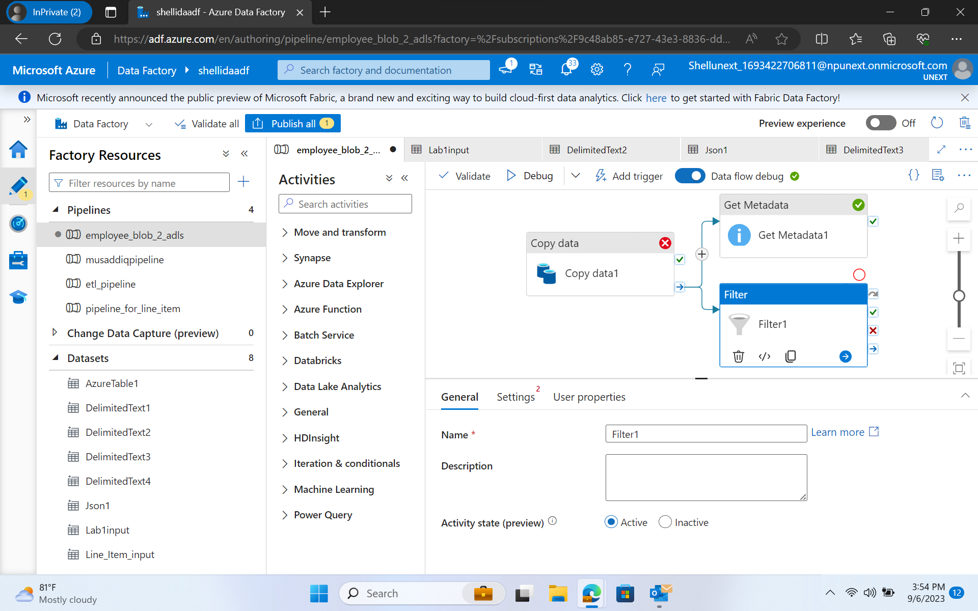 InPrivate (2)
shellidaadf - Azure Data Factory
https://adf.azure.com/en/authoring/pipeline/employee_blob_2_adls?factory=%2Fsubscriptions%2F9c48ab85-e727-43e3-8836-dd...
Microsoft Azure
Data Factory
shellidaadf
Search factory and documentation
1
33
Shellunext_1693422706811@npunext.onmicrosoft.com
UNEXT
Microsoft recently announced the public preview of Microsoft Fabric, a brand new and exciting way to build cloud-first data analytics. Click here to get started with Fabric Data Factory!
Data Factory
Validate all
Publish all 1
Preview experience
Off
1
Factory Resources
Filter resources by name
Pipelines 4
employee_blob_2_adls
musaddiqpipeline
etl_pipeline
pipeline_for_line_item
Change Data Capture (preview) 0
Datasets 8
AzureTable1
DelimitedText1
DelimitedText2
DelimitedText3
DelimitedText4
Json1
Lab1input
Line_Item_input
employee_blob_2_...
Lab1input
DelimitedText2
Json1
DelimitedText3
Activities
Search activities
Move and transform
Synapse
Azure Data Explorer
Azure Function
Batch Service
Databricks
Data Lake Analytics
General
HDInsight
Iteration & conditionals
Machine Learning
Power Query
Validate
Debug
Add trigger
Data flow debug
Copy data
Copy data1
Get Metadata
Get Metadata1
Filter
Filter1
General
Settings 2
User properties
Name *
Filter1
Learn more
Description
Activity state (preview)
Active
Inactive
81°F
Mostly cloudy
Search
3:54 PM
9/6/2023
12